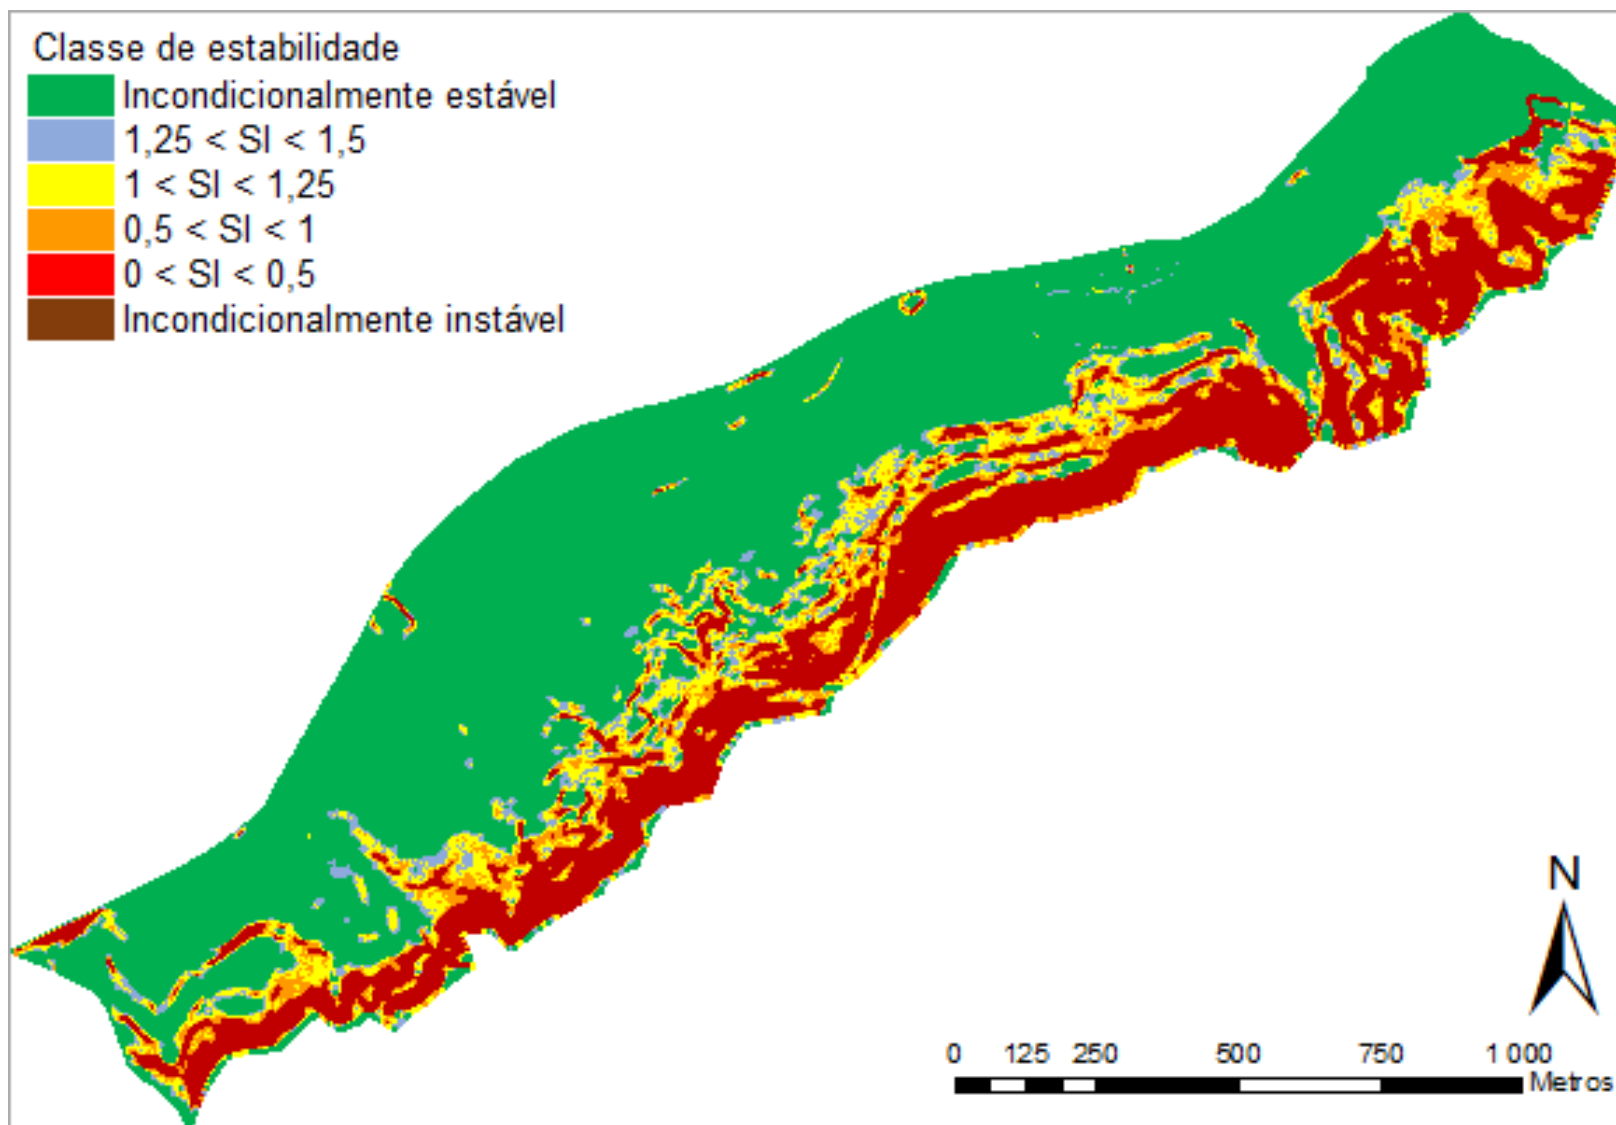 Classe de estabilidade
Incondicionalmente estável
1,25 < SI < 1,5
1 < SI < 1,25
0,5 < SI < 1
0 < SI < 0,5
Incondicionalmente instável
N
0 125 250 500 750 1 000
Metros